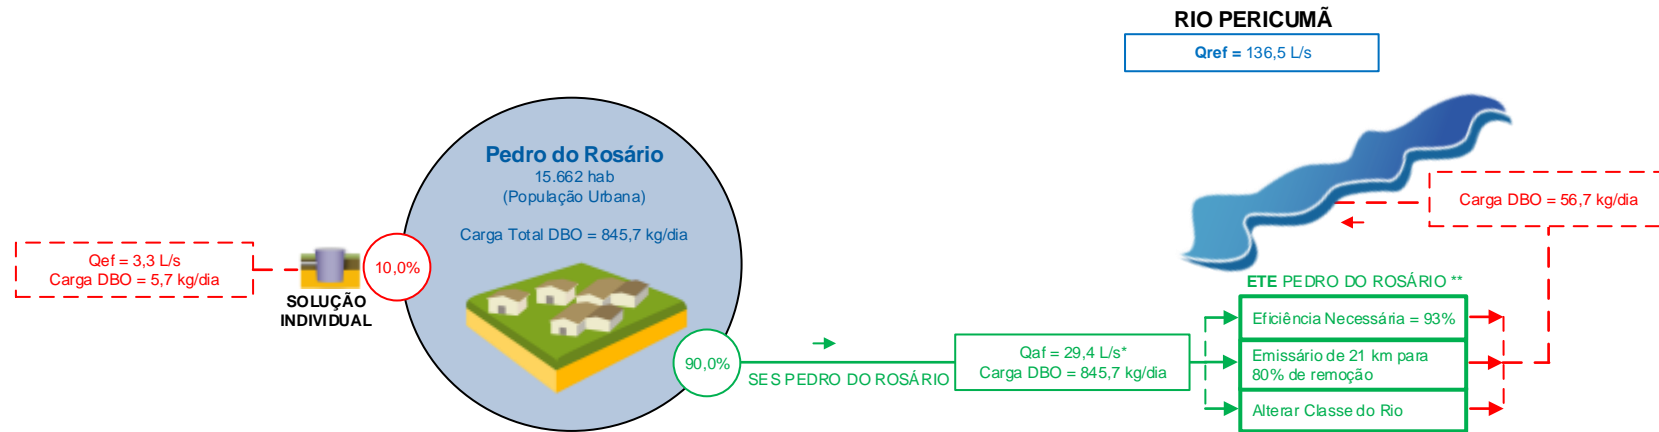 RIO PERICUMÃ
Qref = 136,5 L/s
Pedro do Rosário
15.662 hab
(População Urbana)
Carga Total DBO = 845,7 kg/dia
Qef = 3,3 L/s
Carga DBO = 5,7 kg/dia
SOLUÇÃO
INDIVIDUAL
10,0%
90,0%
SES PEDRO DO ROSÁRIO
Qaf = 29,4 L/s*
Carga DBO = 845,7 kg/dia
ETE PEDRO DO ROSÁRIO **
Eficiência Necessária = 93%
Emissário de 21 km para
80% de remoção
Alterar Classe do Rio
Carga DBO = 56,7 kg/dia